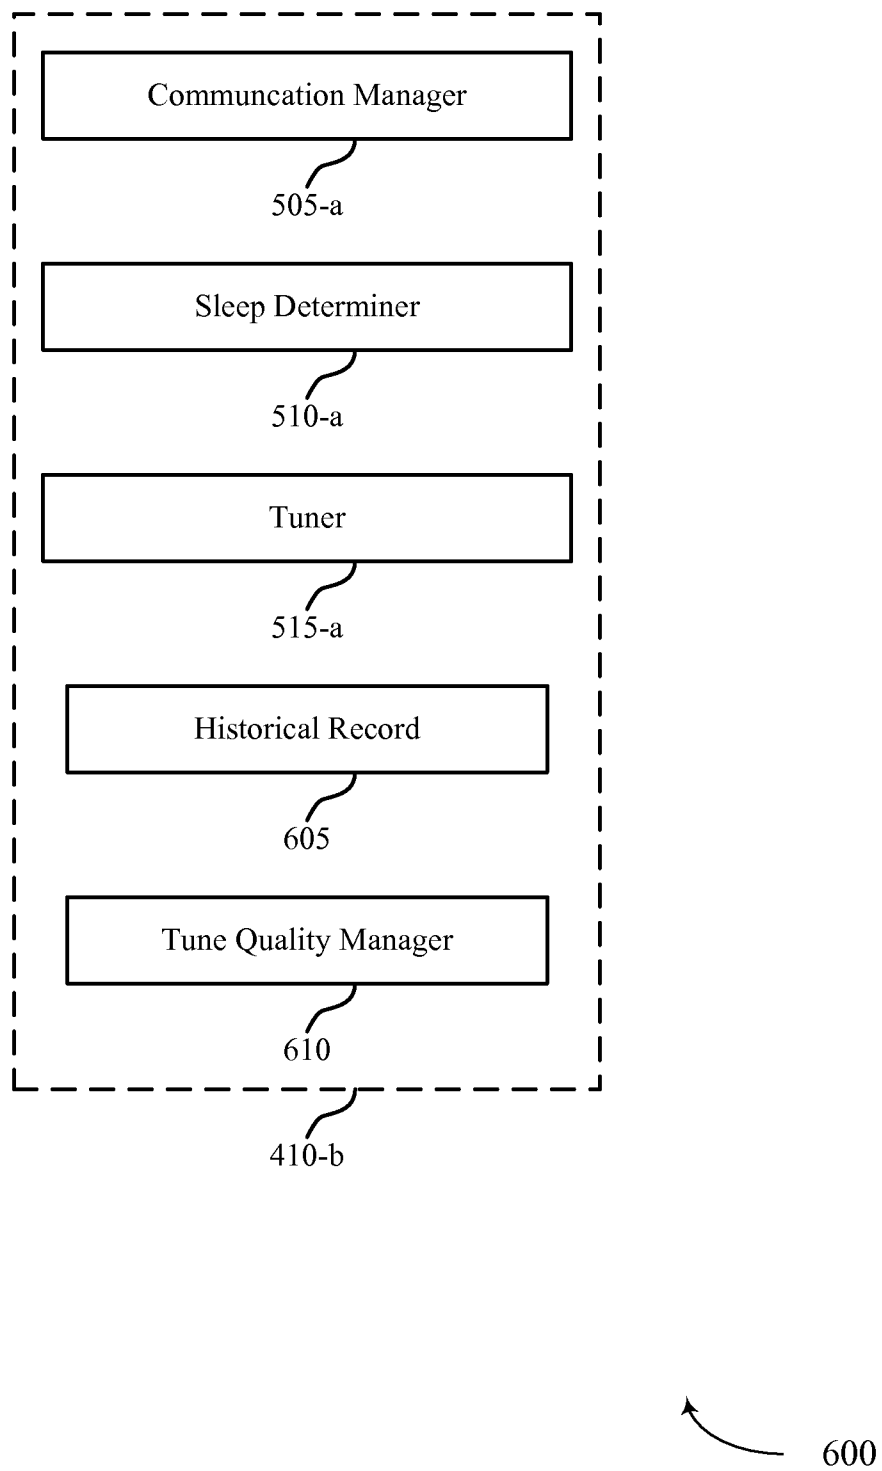 Communcation Manager
505-a
Sleep Determiner
510-a
Tuner
515-a
Historical Record
605
Tune Quality Manager
610
410-b
600